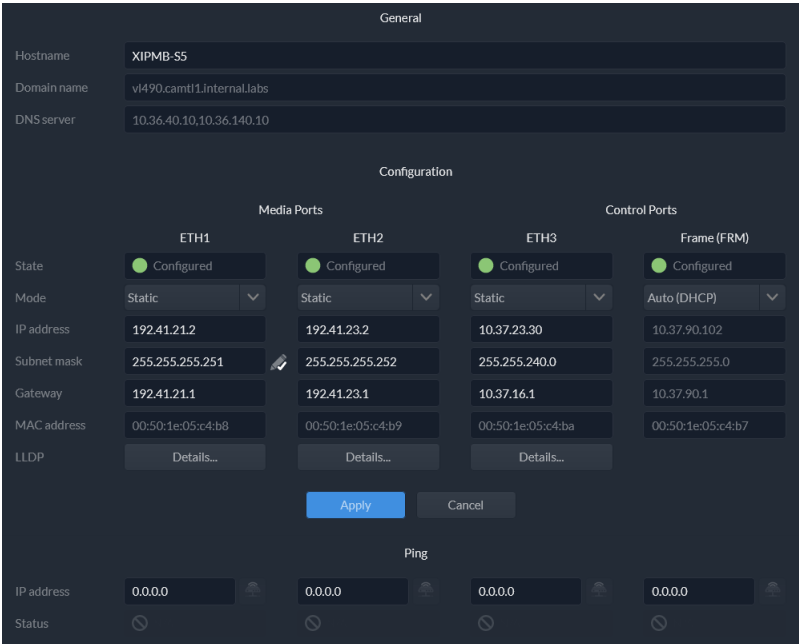 General
Hostname XIPMB-S5
Domain name vl490.camtl1.internal.labs
DNS server 10.36.40.10,10.36.140.10
Configuration
Media Ports Control Ports
ETH1 ETH2 ETH3 Frame (FRM)
State Configured Configured Configured Configured
Mode Static Static Static Auto (DHCP)
IP address 192.41.21.2 192.41.23.2 10.37.23.30 10.37.90.102
Subnet mask 255.255.255.251 255.255.255.252 255.255.240.0 255.255.255.0
Gateway 192.41.21.1 192.41.23.1 10.37.16.1 10.37.90.1
MAC address 00:50:1e:05:c4:b8 00:50:1e:05:c4:b9 00:50:1e:05:c4:ba 00:50:1e:05:c4:b7
LLDP Details... Details... Details...
Apply Cancel
Ping
IP address 0.0.0.0 0.0.0.0 0.0.0.0 0.0.0.0
Status